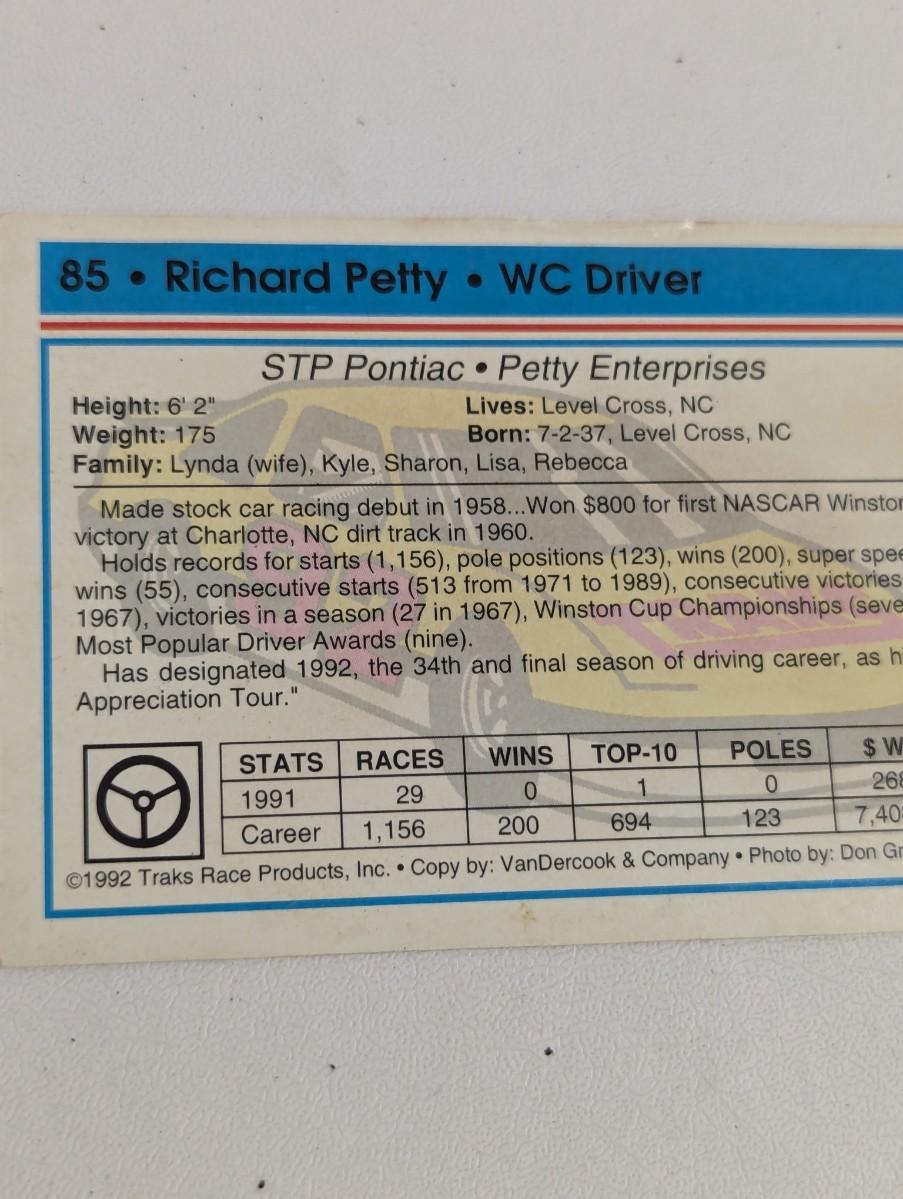 85 • Richard Petty • WC Driver
STP Pontiac • Petty Enterprises
Height: 6' 2" Lives: Level Cross, NC
Weight: 175 Born: 7-2-37, Level Cross, NC
Family: Lynda (wife), Kyle, Sharon, Lisa, Rebecca
Made stock car racing debut in 1958...Won $800 for first NASCAR Winston
victory at Charlotte, NC dirt track in 1960.
Holds records for starts (1,156), pole positions (123), wins (200), super spee
wins (55), consecutive starts (513 from 1971 to 1989), consecutive victories
1967), victories in a season (27 in 1967), Winston Cup Championships (seve
Most Popular Driver Awards (nine).
Has designated 1992, the 34th and final season of driving career, as h
Appreciation Tour."
STATS RACES WINS TOP-10 POLES $ W
1991 29 0 1 0 268
Career 1,156 200 694 123 7,40
©1992 Traks Race Products, Inc. • Copy by: VanDercook & Company • Photo by: Don Gr